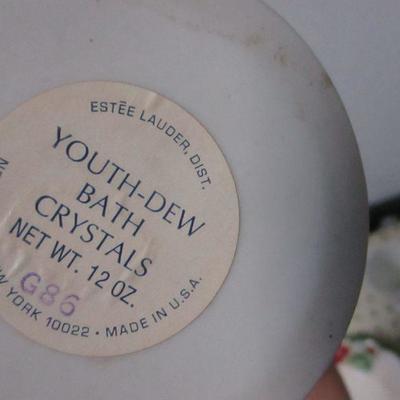 ESTĒE LAUDER, DIST.
YOUTH-DEW
BATH
CRYSTALS
NET WT. 12 OZ.
G86
YORK 10022 • MADE IN U.S.A.